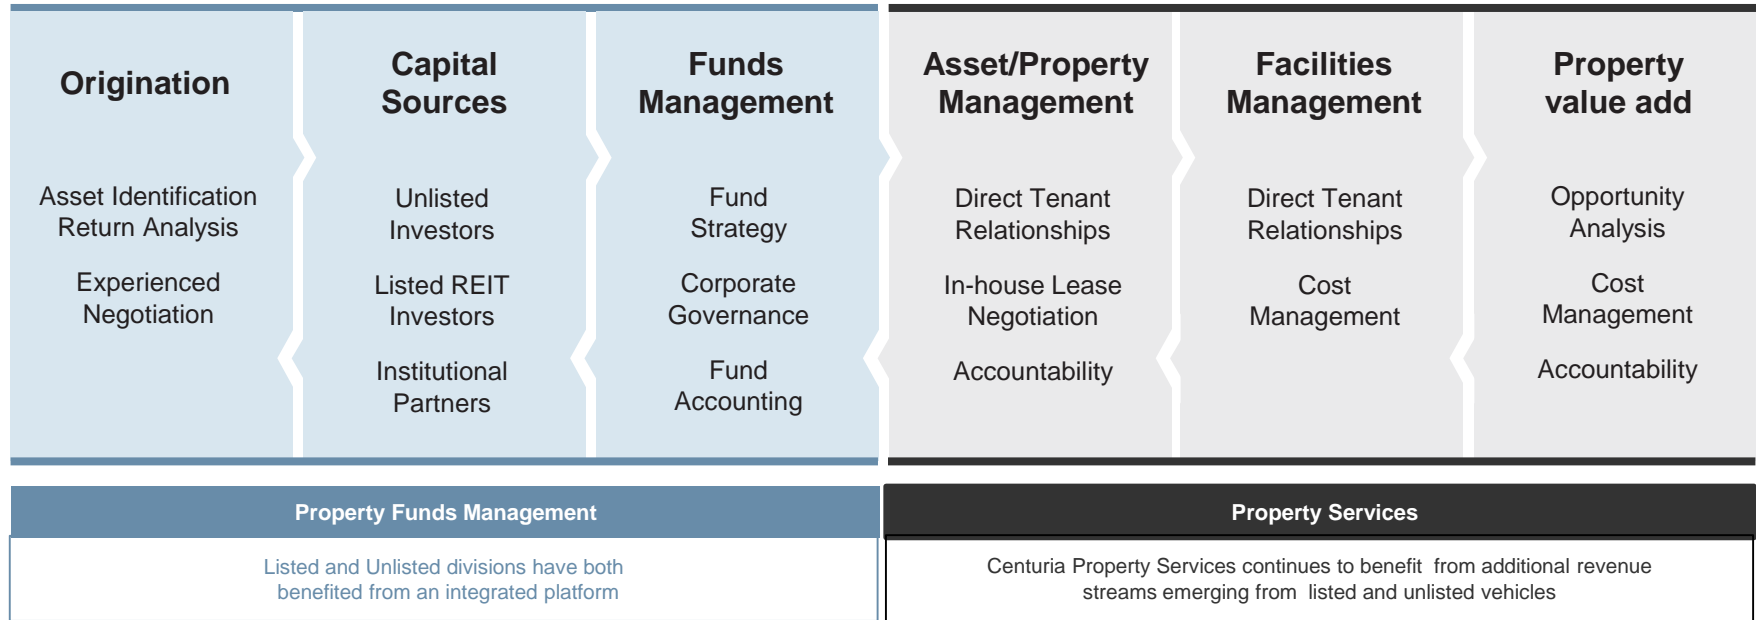 Origination
Asset Identification
Return Analysis
Experienced
Negotiation
Capital
Sources
Unlisted
Investors
Listed REIT
Investors
Institutional
Partners
Funds
Management
Fund
Strategy
Corporate
Governance
Fund
Accounting
Asset/Property
Management
Direct Tenant
Relationships
In-house Lease
Negotiation
Accountability
Facilities
Management
Direct Tenant
Relationships
Cost
Management
Property
value add
Opportunity
Analysis
Cost
Management
Accountability
Property Funds Management
Listed and Unlisted divisions have both
benefited from an integrated platform
Property Services
Centuria Property Services continues to benefit from additional revenue
streams emerging from listed and unlisted vehicles